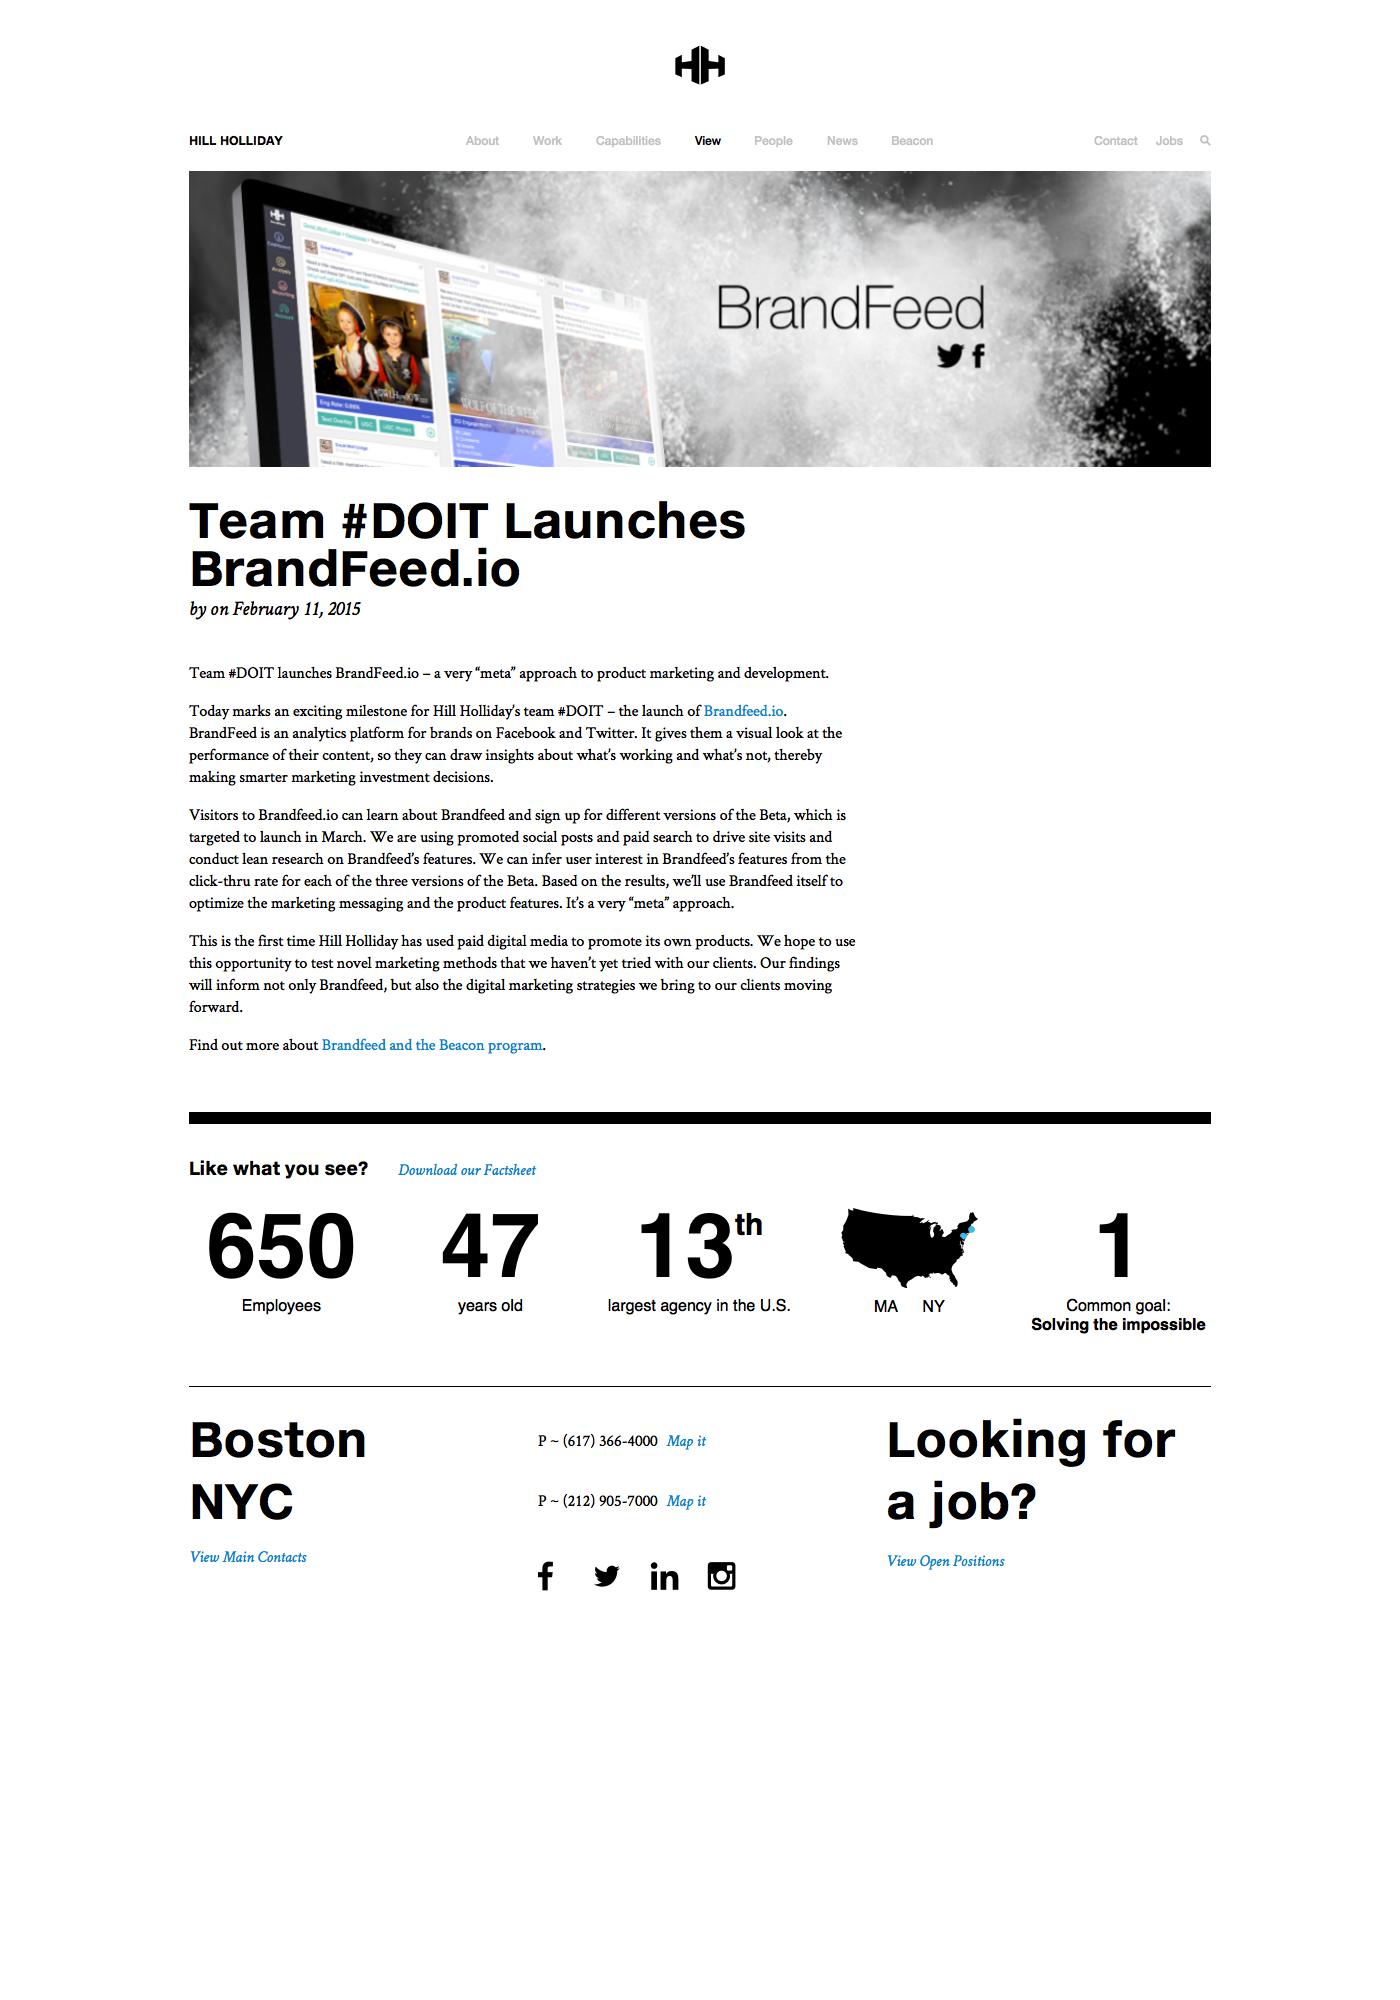 HILL HOLLIDAY
About Work Capabilities View People News Beacon
Contact Jobs
BrandFeed
Team #DOIT Launches
BrandFeed.io
by on February 11, 2015
Team #DOIT launches BrandFeed.io – a very “meta” approach to product marketing and development.
Today marks an exciting milestone for Hill Holliday’s team #DOIT – the launch of Brandfeed.io.
BrandFeed is an analytics platform for brands on Facebook and Twitter. It gives them a visual look at the
performance of their content, so they can draw insights about what’s working and what’s not, thereby
making smarter marketing investment decisions.
Visitors to Brandfeed.io can learn about Brandfeed and sign up for different versions of the Beta, which is
targeted to launch in March. We are using promoted social posts and paid search to drive site visits and
conduct lean research on Brandfeed’s features. We can infer user interest in Brandfeed’s features from the
click-thru rate for each of the three versions of the Beta. Based on the results, we’ll use Brandfeed itself to
optimize the marketing messaging and the product features. It’s a very “meta” approach.
This is the first time Hill Holliday has used paid digital media to promote its own products. We hope to use
this opportunity to test novel marketing methods that we haven’t yet tried with our clients. Our findings
will inform not only Brandfeed, but also the digital marketing strategies we bring to our clients moving
forward.
Find out more about Brandfeed and the Beacon program.
Like what you see? Download our Factsheet
650
Employees
47
years old
13th
largest agency in the U.S.
MA NY
1
Common goal:
Solving the impossible
Boston
NYC
View Main Contacts
P ~ (617) 366-4000 Map it
P ~ (212) 905-7000 Map it
Looking for
a job?
View Open Positions